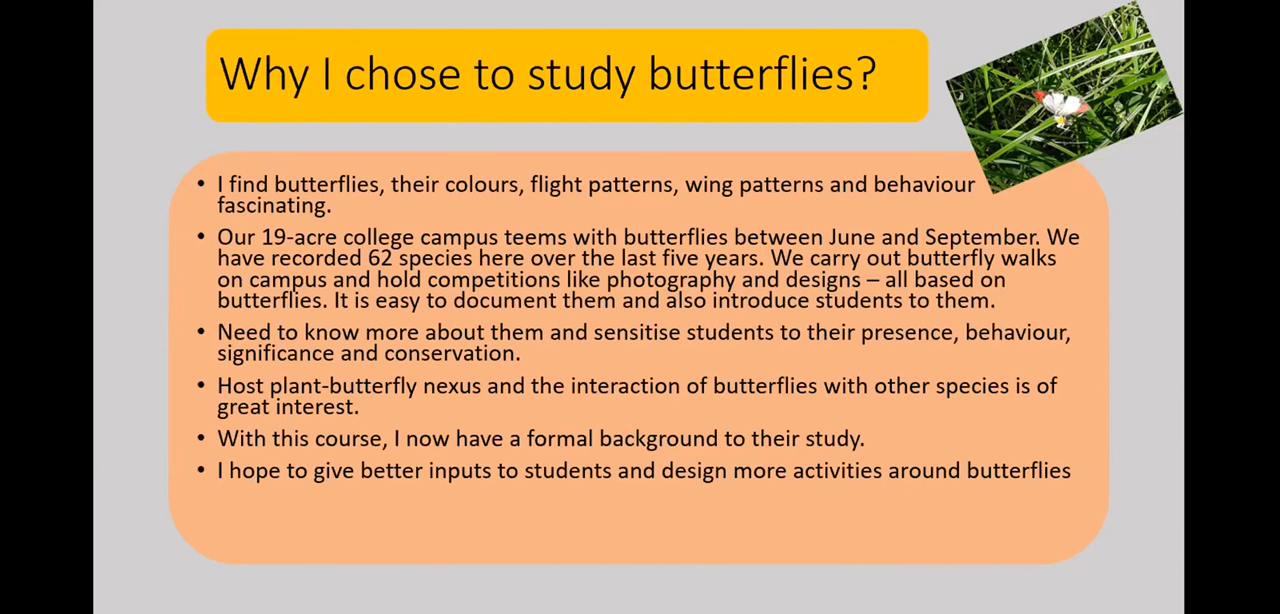 Why I chose to study butterflies?
• I find butterflies, their colours, flight patterns, wing patterns and behaviour
fascinating.
• Our 19-acre college campus teems with butterflies between June and September. We
have recorded 62 species here over the last five years. We carry out butterfly walks
on campus and hold competitions like photography and designs – all based on
butterflies. It is easy to document them and also introduce students to them.
• Need to know more about them and sensitise students to their presence, behaviour,
significance and conservation.
• Host plant-butterfly nexus and the interaction of butterflies with other species is of
great interest.
• With this course, I now have a formal background to their study.
• I hope to give better inputs to students and design more activities around butterflies